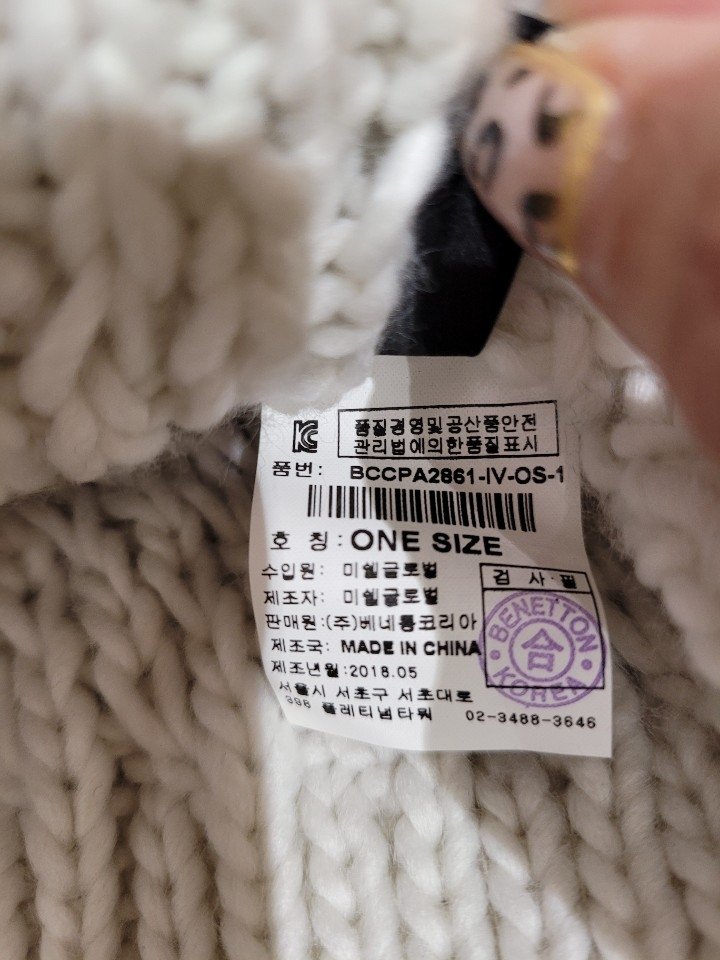 품질경영및공산품안전
관리법에의한품질표시
품번: BCCPA2861-IV-OS-1
호 칭: ONE SIZE
수입원: 미쉘글로벌
제조자: 미쉘글로벌
판매원:(주)베네통코리아
제조국: MADE IN CHINA
제조년월:2018.05
서울시 서초구 서초대로
396 플레티넘타워 02-3488-3646
검 사·필
BENETTON
合
KOREA